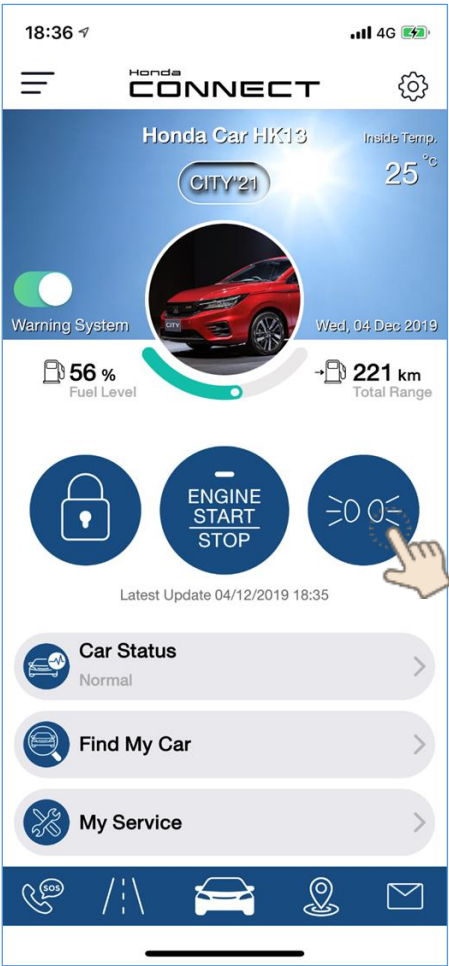 18:36
4G
Honda
CONNECT
Honda Car HK13
Inside Temp.
25 °C
CITY'21
CITY
Warning System
Wed, 04 Dec 2019
56 %
Fuel Level
221 km
Total Range
ENGINE
START
STOP
Latest Update 04/12/2019 18:35
Car Status
Normal
Find My Car
My Service
SOS